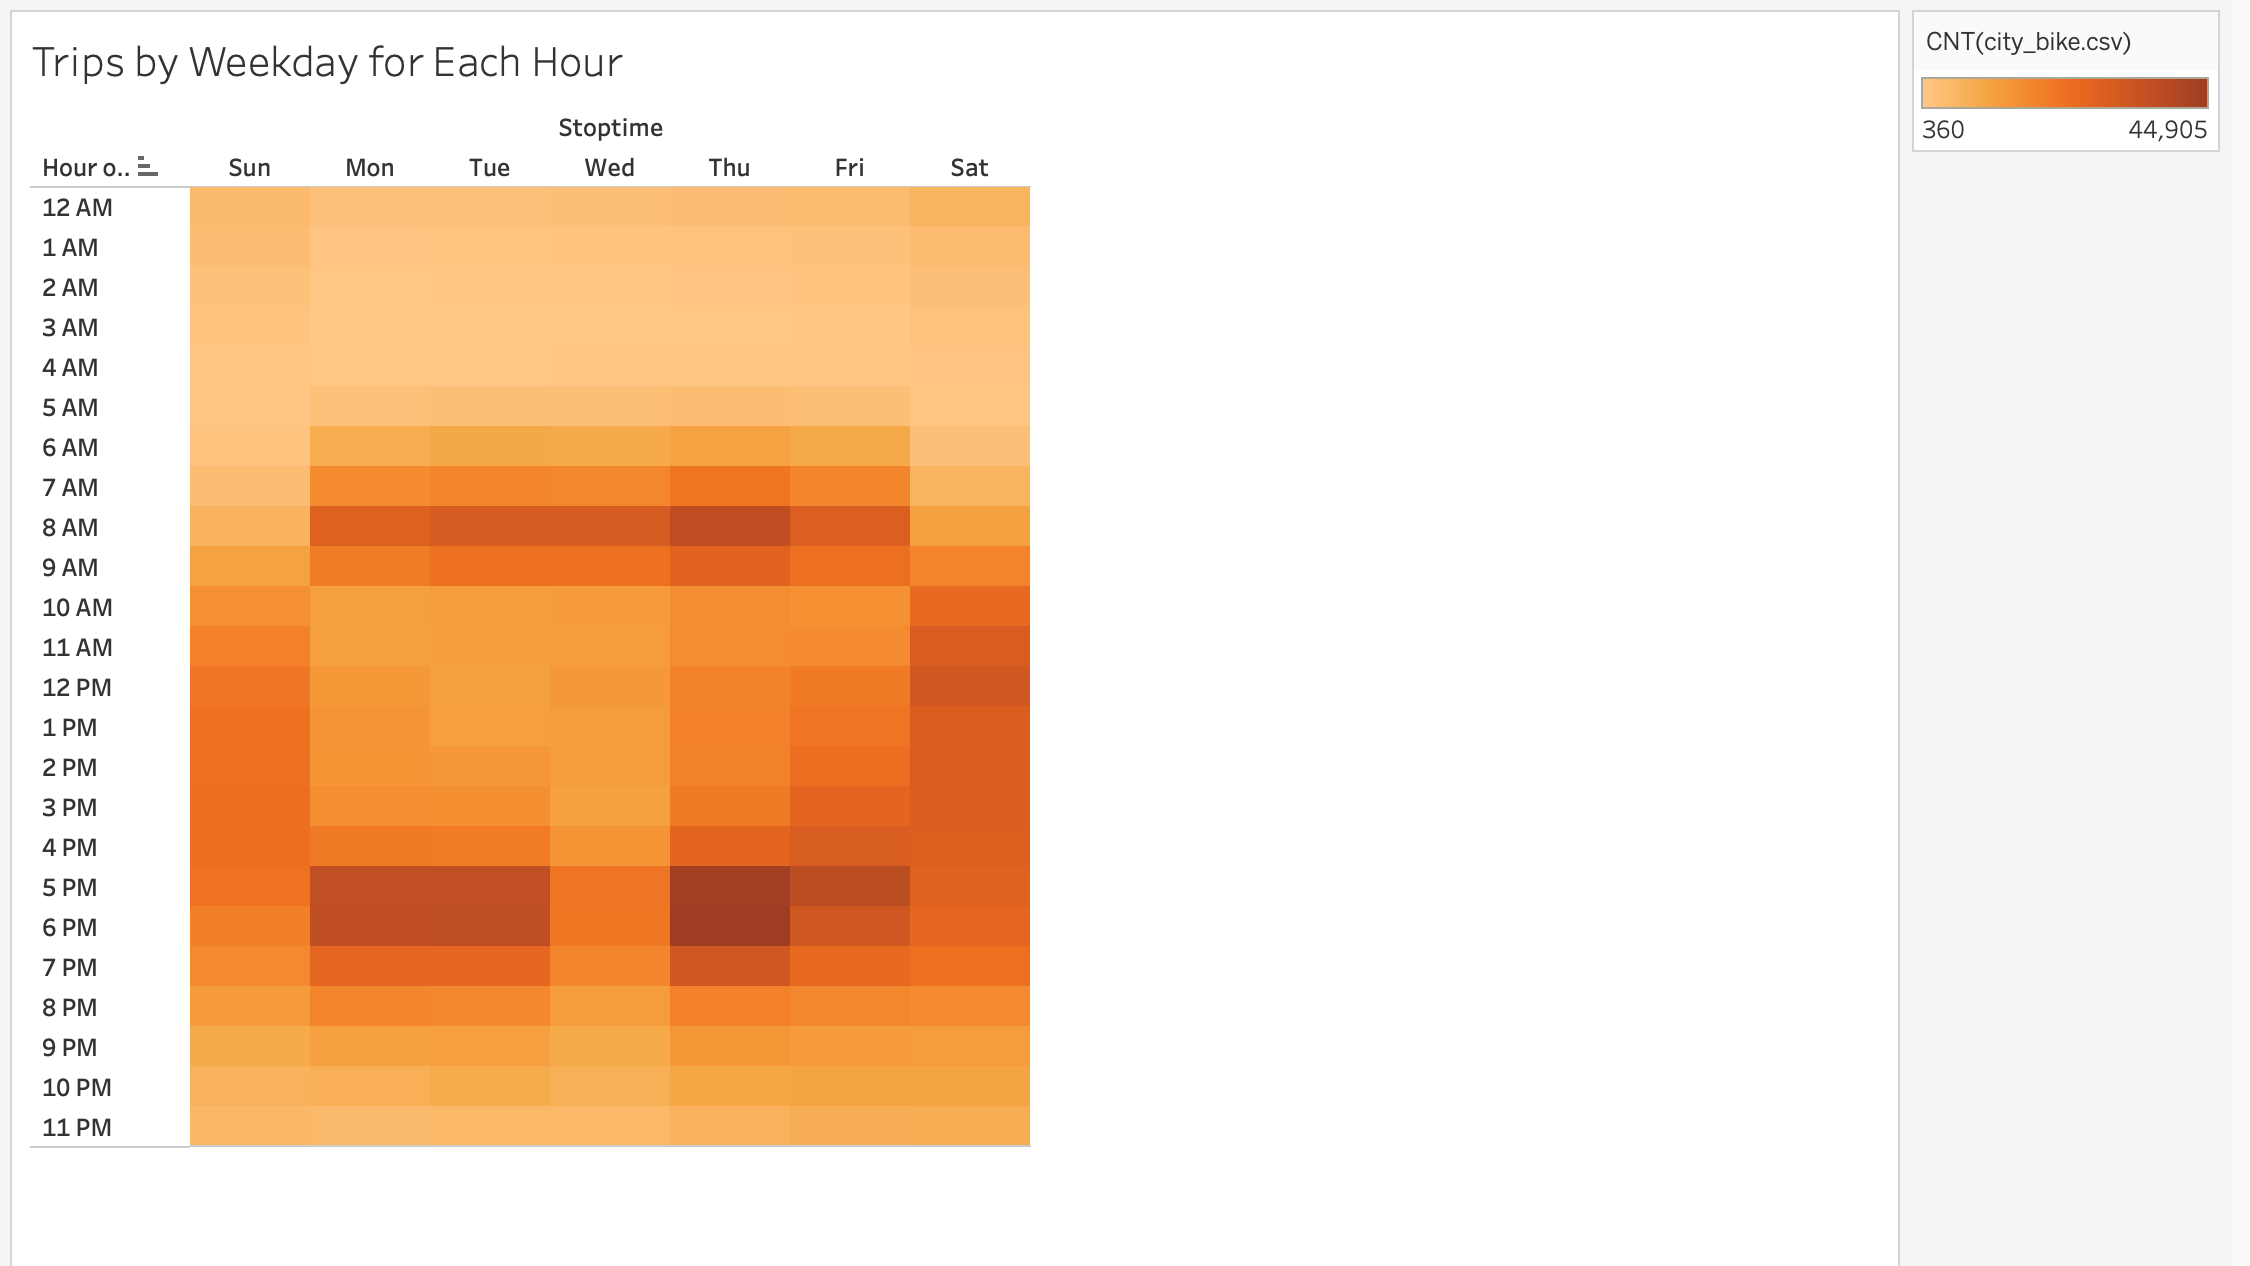 Trips by Weekday for Each Hour
Stoptime
Hour o.. Sun Mon Tue Wed Thu Fri Sat
12 AM
1 AM
2 AM
3 AM
4 AM
5 AM
6 AM
7 AM
8 AM
9 AM
10 AM
11 AM
12 PM
1 PM
2 PM
3 PM
4 PM
5 PM
6 PM
7 PM
8 PM
9 PM
10 PM
11 PM
CNT(city_bike.csv)
360 44,905